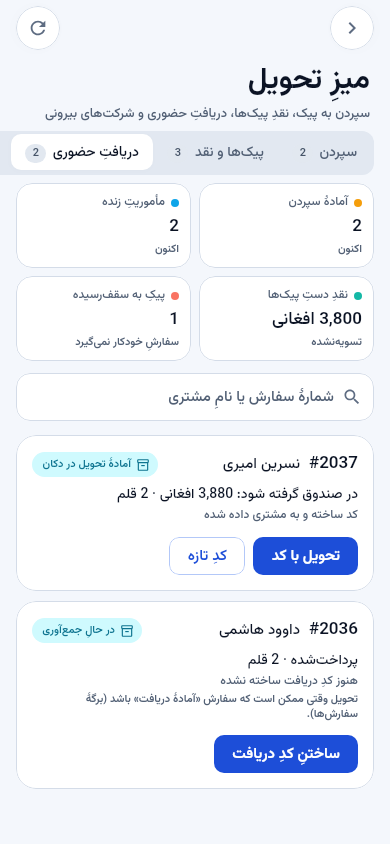 میزِ تحویل
سپردن به پیک، نقدِ پیک‌ها، دریافتِ حضوری و شرکت‌های بیرونی
سپردن 2
پیک‌ها و نقد 3
دریافتِ حضوری 2
آمادهٔ سپردن
2
اکنون
مأموریتِ زنده
2
اکنون
نقدِ دستِ پیک‌ها
3,800 افغانی
تسویه‌نشده
پیکِ به سقف‌رسیده
1
سفارشِ خودکار نمی‌گیرد
شمارهٔ سفارش یا نامِ مشتری
#2037 نسرین امیری
آمادهٔ تحویل در دکان
در صندوق گرفته شود: 3,880 افغانی · 2 قلم
کد ساخته و به مشتری داده شده
تحویل با کد
کدِ تازه
#2036 داوود هاشمی
در حالِ جمع‌آوری
پرداخت‌شده · 2 قلم
هنوز کدِ دریافت ساخته نشده
تحویل وقتی ممکن است که سفارش «آمادهٔ دریافت» باشد (برگهٔ
سفارش‌ها).
ساختنِ کدِ دریافت